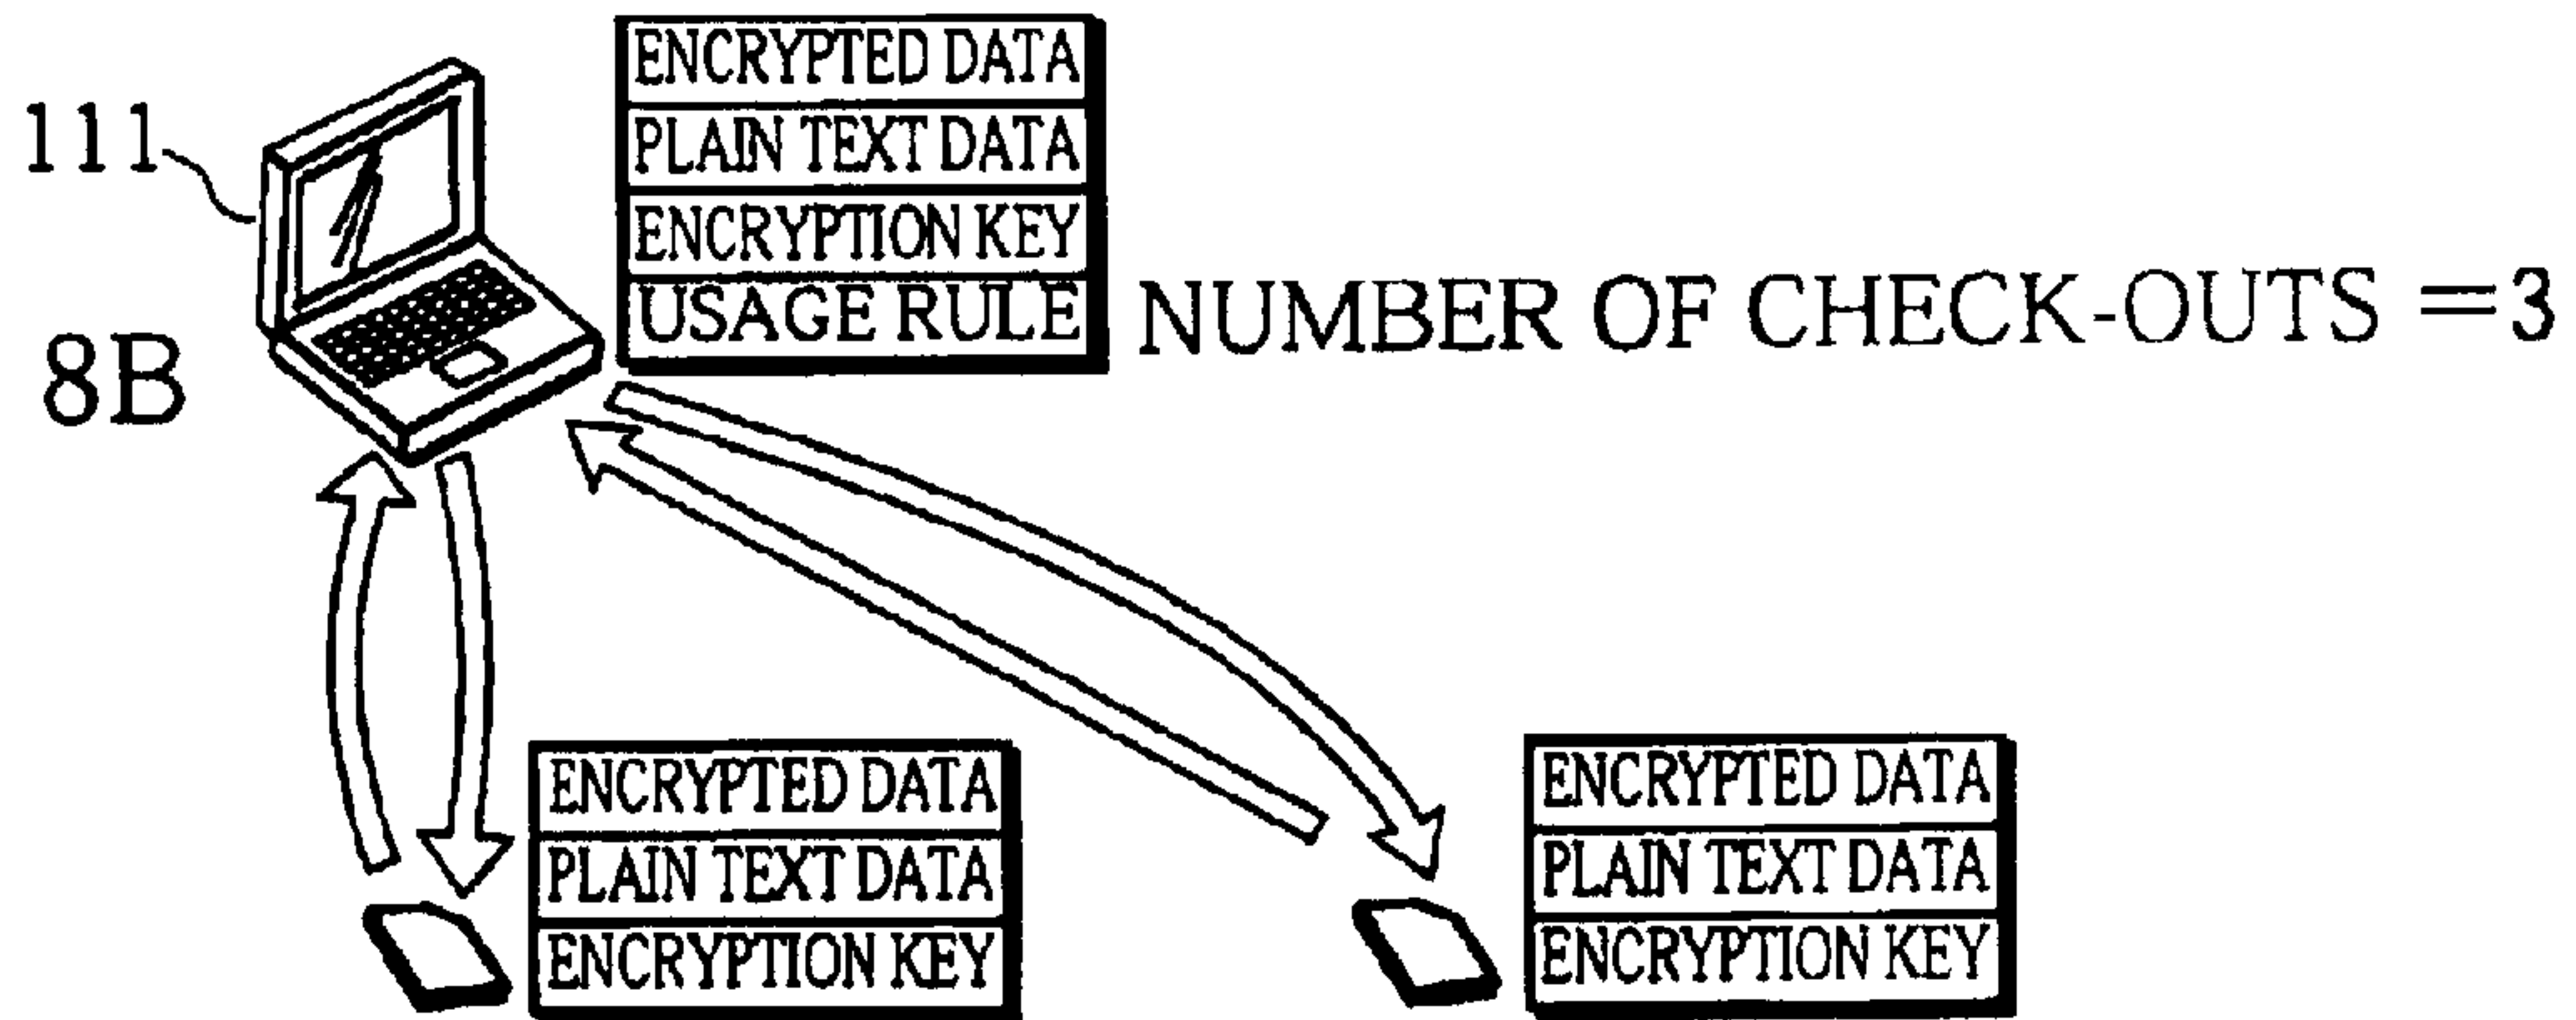 ENCRYPTED DATA
111
PLAIN TEXT DATA
ENCRYPTION KEY
USAGE RULE NUMBER OF CHECK-OUTS =3
8B
ENCRYPTED DATA
PLAIN TEXT DATA
ENCRYPTION KEY
ENCRYPTED DATA
PLAIN TEXT DATA
ENCRYPTION KEY